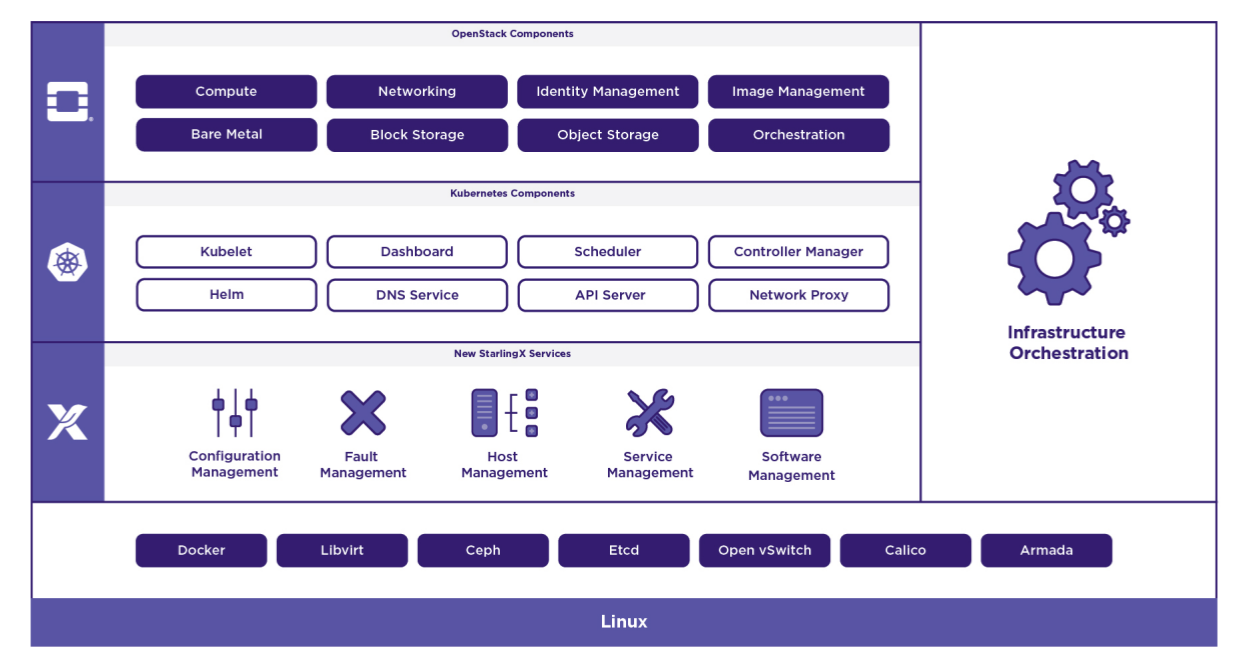 OpenStack Components
Compute
Networking
Identity Management
Image Management
Bare Metal
Block Storage
Object Storage
Orchestration
Kubernetes Components
Kubelet
Dashboard
Scheduler
Controller Manager
Helm
DNS Service
API Server
Network Proxy
New StarlingX Services
Configuration
Management
Fault
Management
Host
Management
Service
Management
Software
Management
Infrastructure
Orchestration
Docker
Libvirt
Ceph
Etcd
Open vSwitch
Calico
Armada
Linux